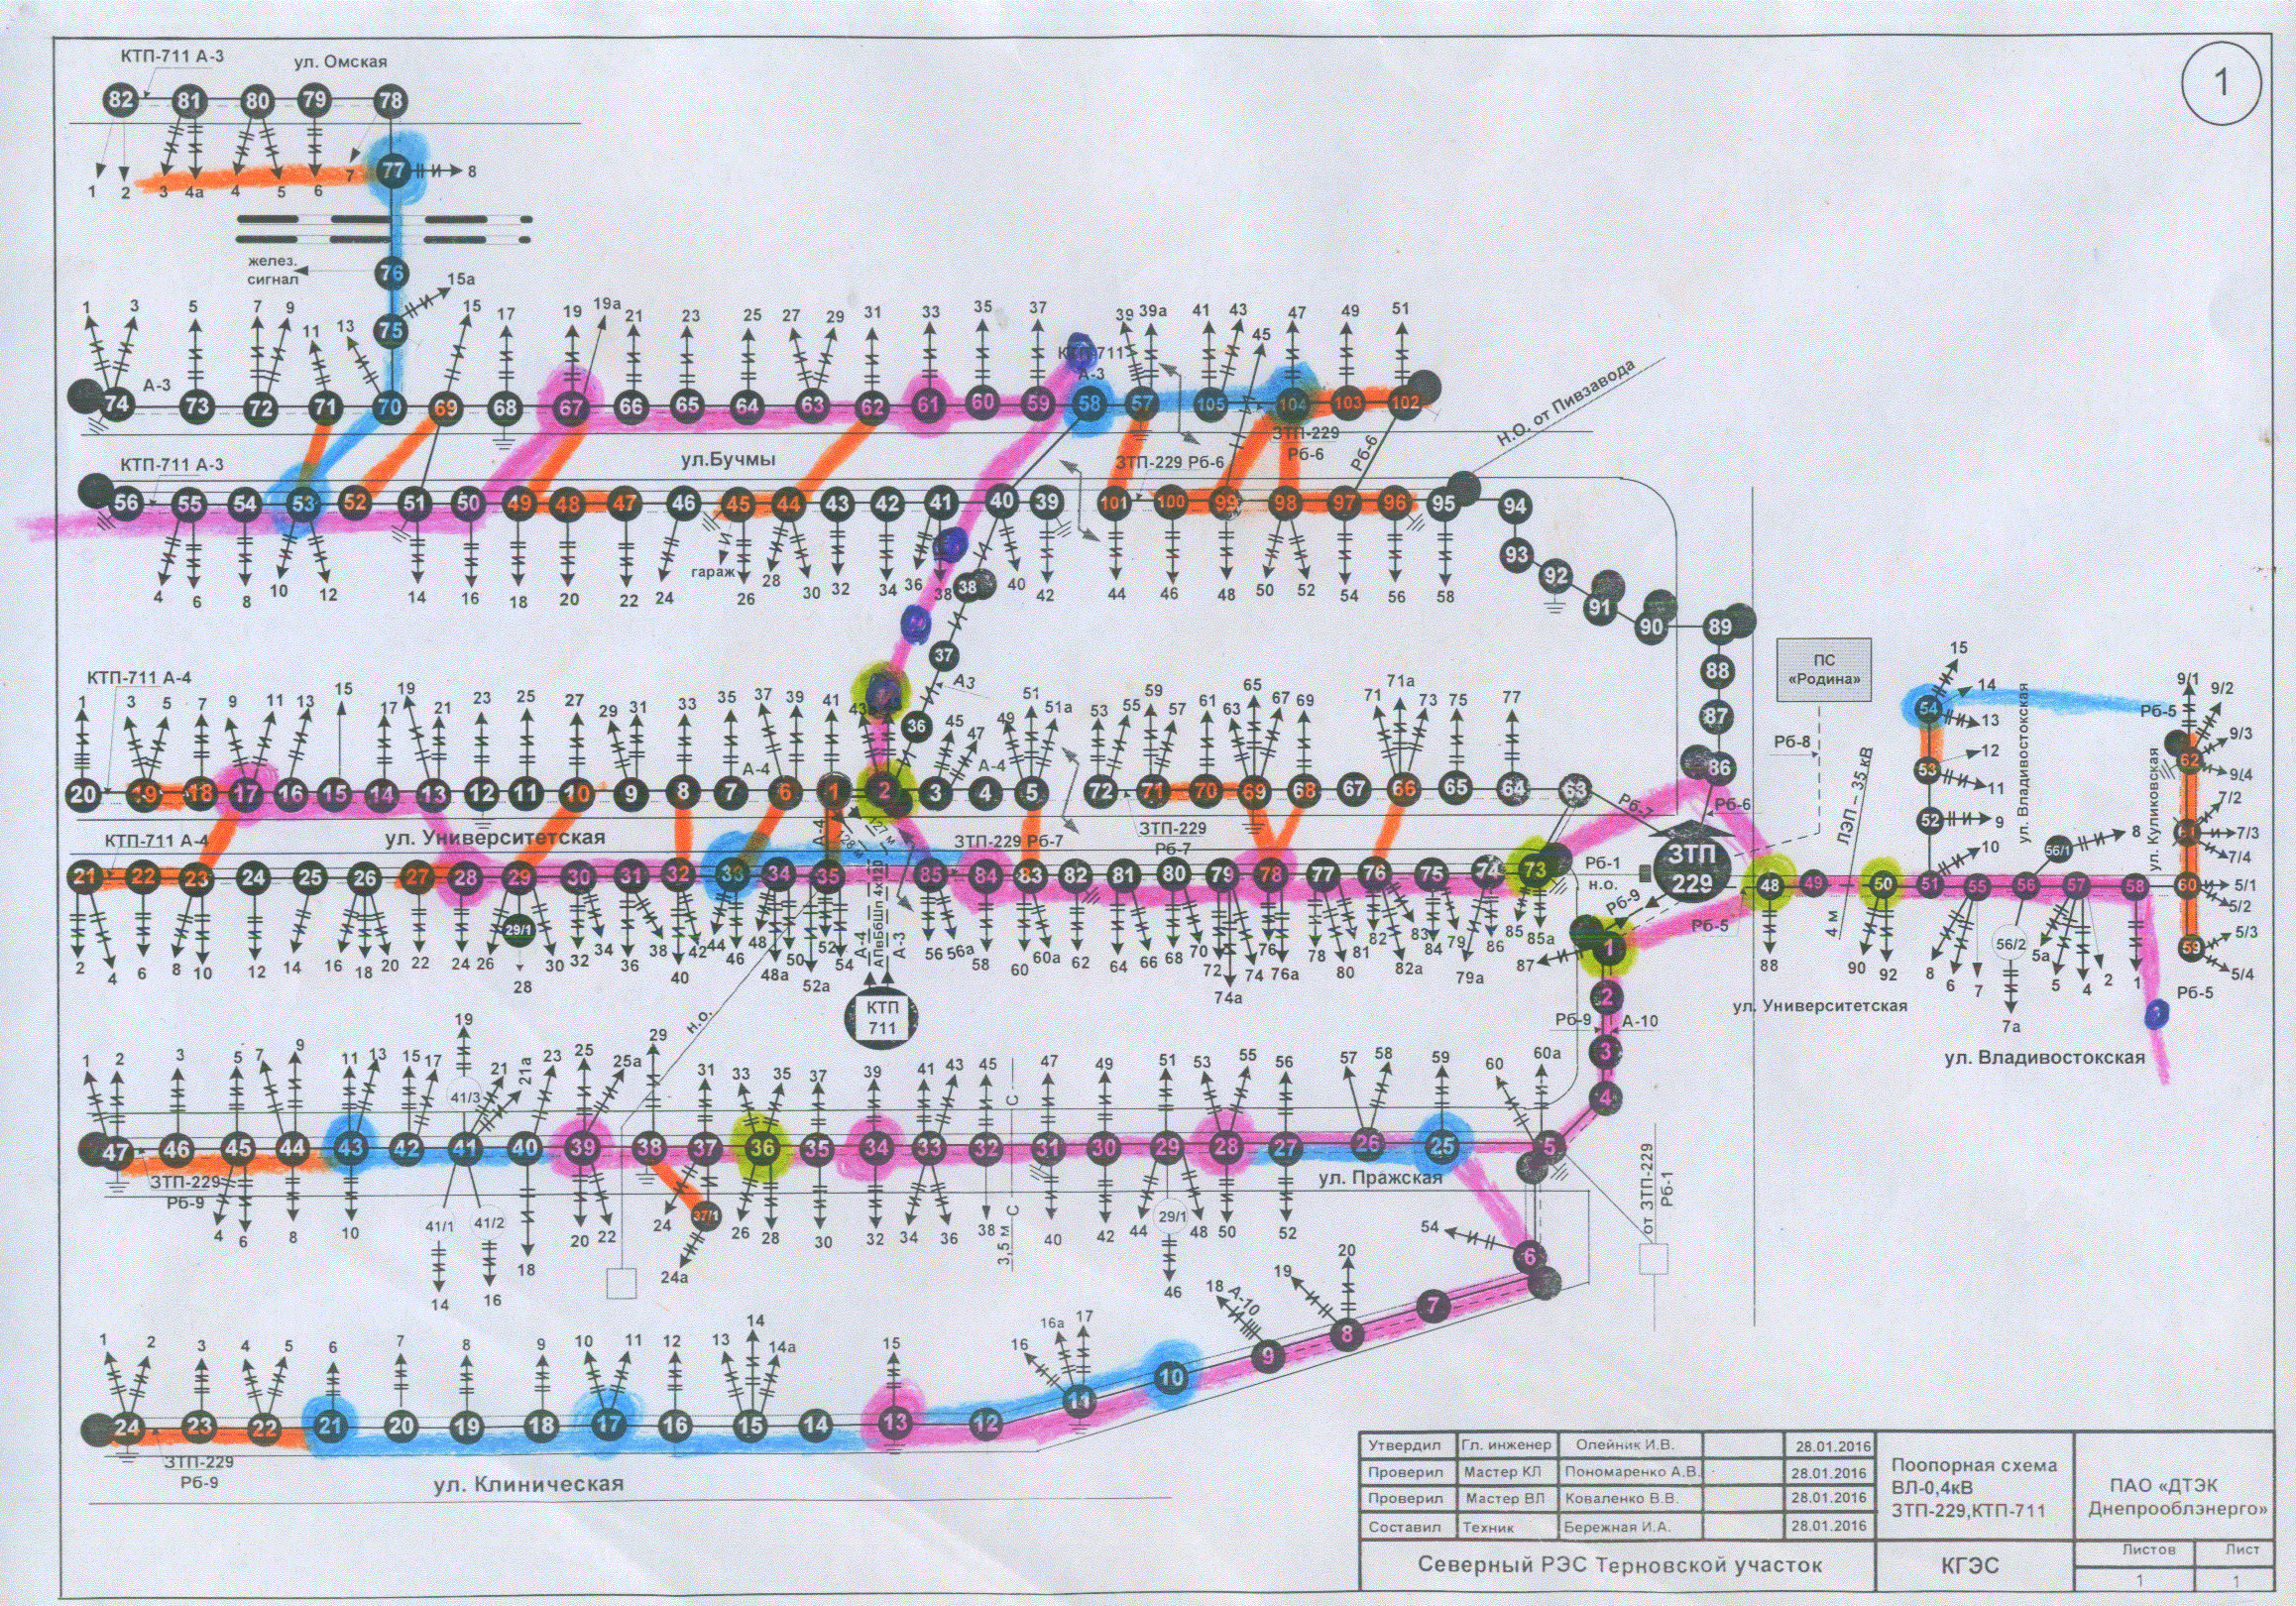 1
КТП-711 А-3
ул. Омская
82 81 80 79 78
77
8
1 2 3 4а 4 5 6 7
желез.
сигнал
76
15а
75
1 3 5 7 9 11 13 15 17 19 19а 21 23 25 27 29 31 33 35 37 39 39а 41 43 45 47 49 51
КТП-711
А-3
А-3
74 73 72 71 70 69 68 67 66 65 64 63 62 61 60 59 58 57 105 104 103 102
ЗТП-229
Рб-6
Рб-6
Н.О. от Пивзавода
КТП-711 А-3
ул.Бучмы
ЗТП-229 Рб-6
56 55 54 53 52 51 50 49 48 47 46 45 44 43 42 41 40 39 101 100 99 98 97 96 95 94
93
92
91
90
89
88
87
86
гараж
4 6 8 10 12 14 16 18 20 22 24 26 28 30 32 34 36 38 40 42 44 46 48 50 52 54 56 58
38
37
А3
36
ПС
«Родина»
Рб-8
ЛЭП – 35 кВ
КТП-711 А-4
1 3 5 7 9 11 13 15 17 19 21 23 25 27 29 31 33 35 37 39 41 45 47 49 51 51а 53 55 59 57 61 63 65 67 69 71 71а 73 75 77
А-4
А-4
20 19 18 17 16 15 14 13 12 11 10 9 8 7 6 1 2 3 4 5 72 71 70 69 68 67 66 65 64 63
КТП-711 А-4
ул. Университетская
А-4
128 м
127 м
ЗТП-229 Рб-7
ЗТП-229
Рб-7
Рб-7
Рб-6
ЗТП
229
Рб-1
н.о.
Рб-9
Рб-5
21 22 23 24 25 26 27 28 29 30 31 32 33 34 35 85 84 83 82 81 80 79 78 77 76 75 74 73
29/1
2 4 6 8 10 12 14 16 18 20 22 24 26 28 30 32 34 36 38 40 42 44 46 48 48а 50 52 52а 54 56 56а 58 60 60а 62 64 66 68 70 72 74а 74 76 76а 78 80 81 82 82а 83 84 79 79а 86 85 85а 87
А-4
АПвБбШп 4х120
А-3
КТП
711
н.о.
48 49 50 51 55 56 57 58 60
4 м
88 90 92 8 6 7 7а 5а 5 4 2 1
56/1
56/2
8
54
53
52
15
14
13
12
11
9
10
ул. Владивостокская
ул. Куликовская
Рб-5
9/1
9/2
9/3
9/4
62
7/2
7/3
7/4
61
5/1
5/2
5/3
5/4
59
Рб-5
ул. Университетская
ул. Владивостокская
1
2
Рб-9
А-10
3
4
1 2 3 5 7 9 11 13 15 17 19 21 21а 23 25 25а 29 31 33 35 37 39 41 43 45 47 49 51 53 55 56 57 58 59 60 60а
41/3
47 46 45 44 43 42 41 40 39 38 37 36 35 34 33 32 31 30 29 28 27 26 25 5
ЗТП-229
Рб-9
ул. Пражская
41/1
41/2
37/1
29/1
4 6 8 10 14 16 18 20 22 24 24а 26 28 30 32 34 36 38 40 42 44 46 48 50 52 54
3,5 м
С
С
от ЗТП-229
Рб-1
6
7
8
9
10
11
А-10
1 2 3 4 5 6 7 8 9 10 11 12 13 14 14а 15 16 16а 17 18 19 20
24 23 22 21 20 19 18 17 16 15 14 13 12
ЗТП-229
Рб-9
ул. Клиническая
Утвердил Гл. инженер Олейник И.В. 28.01.2016
Проверил Мастер КЛ Пономаренко А.В. 28.01.2016
Проверил Мастер ВЛ Коваленко В.В. 28.01.2016
Составил Техник Бережная И.А. 28.01.2016
Поопорная схема
ВЛ-0,4кВ
ЗТП-229,КТП-711
ПАО «ДТЭК
Днепрооблэнерго»
Северный РЭС Терновской участок
КГЭС
Листов Лист
1 1